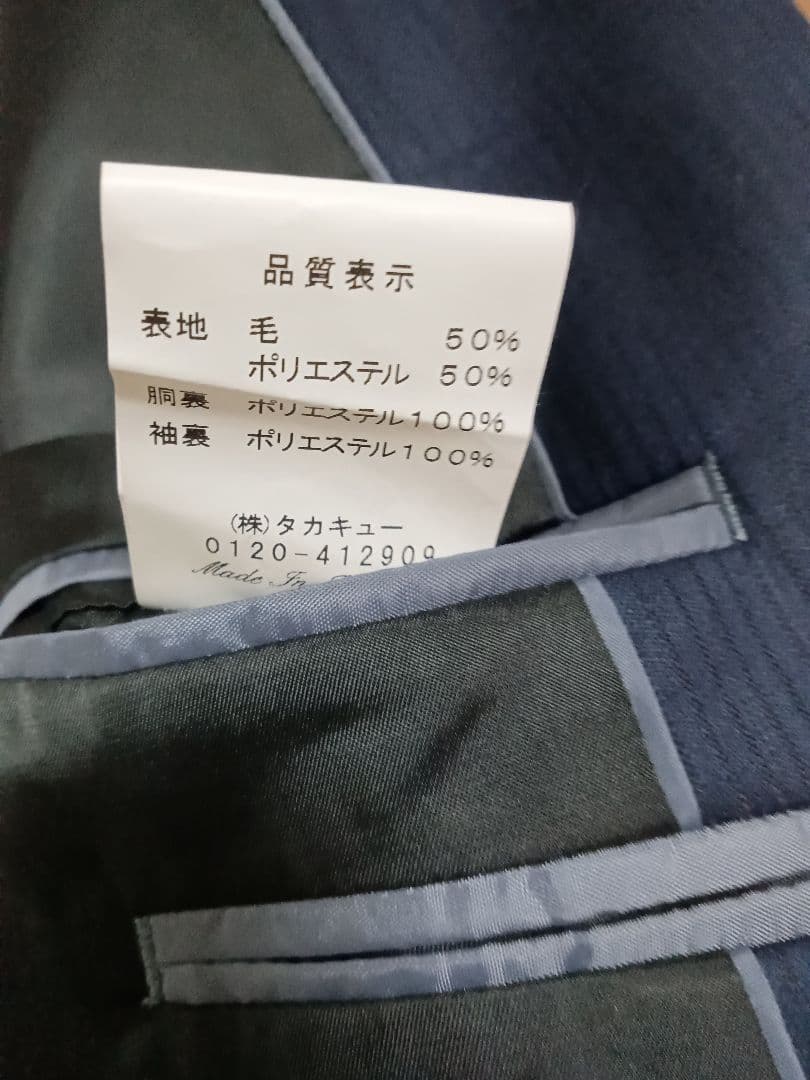 品質表示
表地 毛 50%
ポリエステル 50%
胴裏 ポリエステル100%
袖裏 ポリエステル100%
(株)タカキュー
0120-412909
Made In